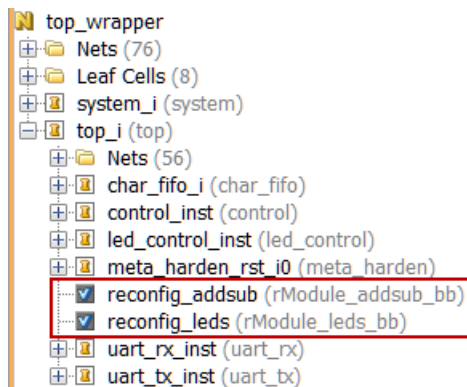 top_wrapper
Nets (76)
Leaf Cells (8)
system_i (system)
top_i (top)
Nets (56)
char_fifo_i (char_fifo)
control_inst (control)
led_control_inst (led_control)
meta_harden_rst_i0 (meta_harden)
reconfig_addsub (rModule_addsub_bb)
reconfig_leds (rModule_leds_bb)
uart_rx_inst (uart_rx)
uart_tx_inst (uart_tx)